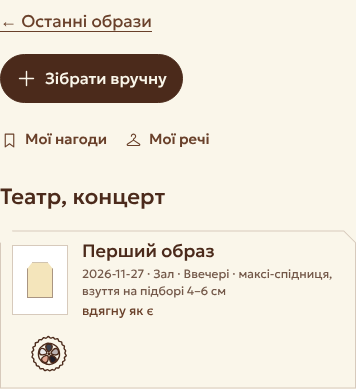 ← Останні образи
+ Зібрати вручну
Мої нагоди Мої речі
Театр, концерт
Перший образ
2026-11-27 · Зал · Ввечері · максі-спідниця,
взуття на підборі 4–6 см
вдягну як є